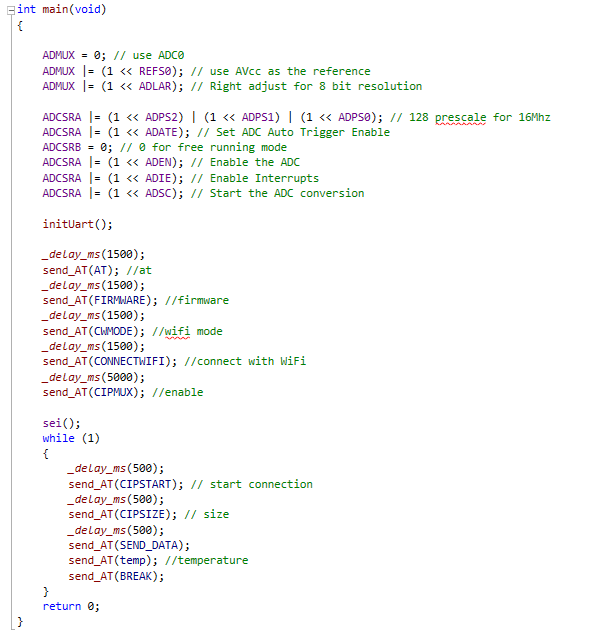 int main(void)
{
ADMUX = 0; // use ADC0
ADMUX |= (1 << REFS0); // use AVcc as the reference
ADMUX |= (1 << ADLAR); // Right adjust for 8 bit resolution
ADCSRA |= (1 << ADPS2) | (1 << ADPS1) | (1 << ADPS0); // 128 prescale for 16Mhz
ADCSRA |= (1 << ADATE); // Set ADC Auto Trigger Enable
ADCSRB = 0; // 0 for free running mode
ADCSRA |= (1 << ADEN); // Enable the ADC
ADCSRA |= (1 << ADIE); // Enable Interrupts
ADCSRA |= (1 << ADSC); // Start the ADC conversion
initUart();
_delay_ms(1500);
send_AT(AT); //at
_delay_ms(1500);
send_AT(FIRMWARE); //firmware
_delay_ms(1500);
send_AT(CWMODE); //wifi mode
_delay_ms(1500);
send_AT(CONNECTWIFI); //connect with WiFi
_delay_ms(5000);
send_AT(CIPMUX); //enable
sei();
while (1)
{
_delay_ms(500);
send_AT(CIPSTART); // start connection
_delay_ms(500);
send_AT(CIPSIZE); // size
_delay_ms(500);
send_AT(SEND_DATA);
send_AT(temp); //temperature
send_AT(BREAK);
}
return 0;
}